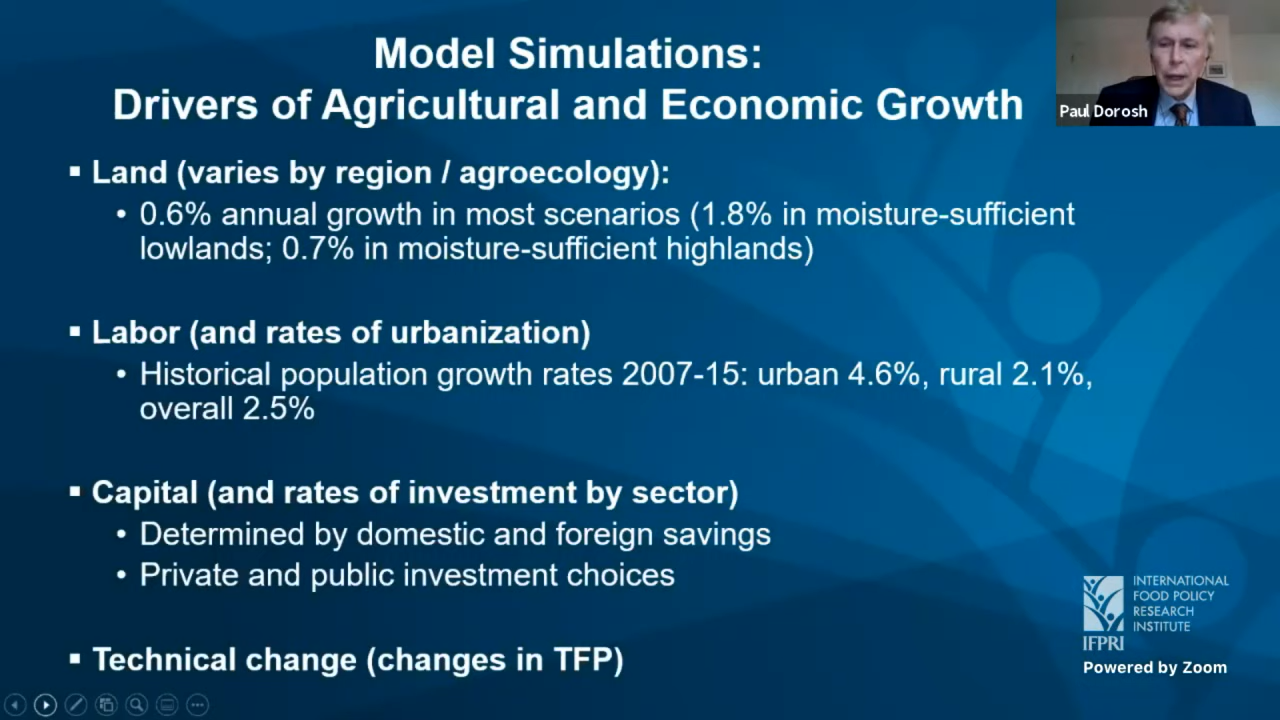 Model Simulations:
Drivers of Agricultural and Economic Growth
Paul Dorosh
▪ Land (varies by region / agroecology):
• 0.6% annual growth in most scenarios (1.8% in moisture-sufficient
lowlands; 0.7% in moisture-sufficient highlands)
▪ Labor (and rates of urbanization)
• Historical population growth rates 2007-15: urban 4.6%, rural 2.1%,
overall 2.5%
▪ Capital (and rates of investment by sector)
• Determined by domestic and foreign savings
• Private and public investment choices
▪ Technical change (changes in TFP)
INTERNATIONAL
FOOD POLICY
RESEARCH
INSTITUTE
IFPRI
Powered by Zoom